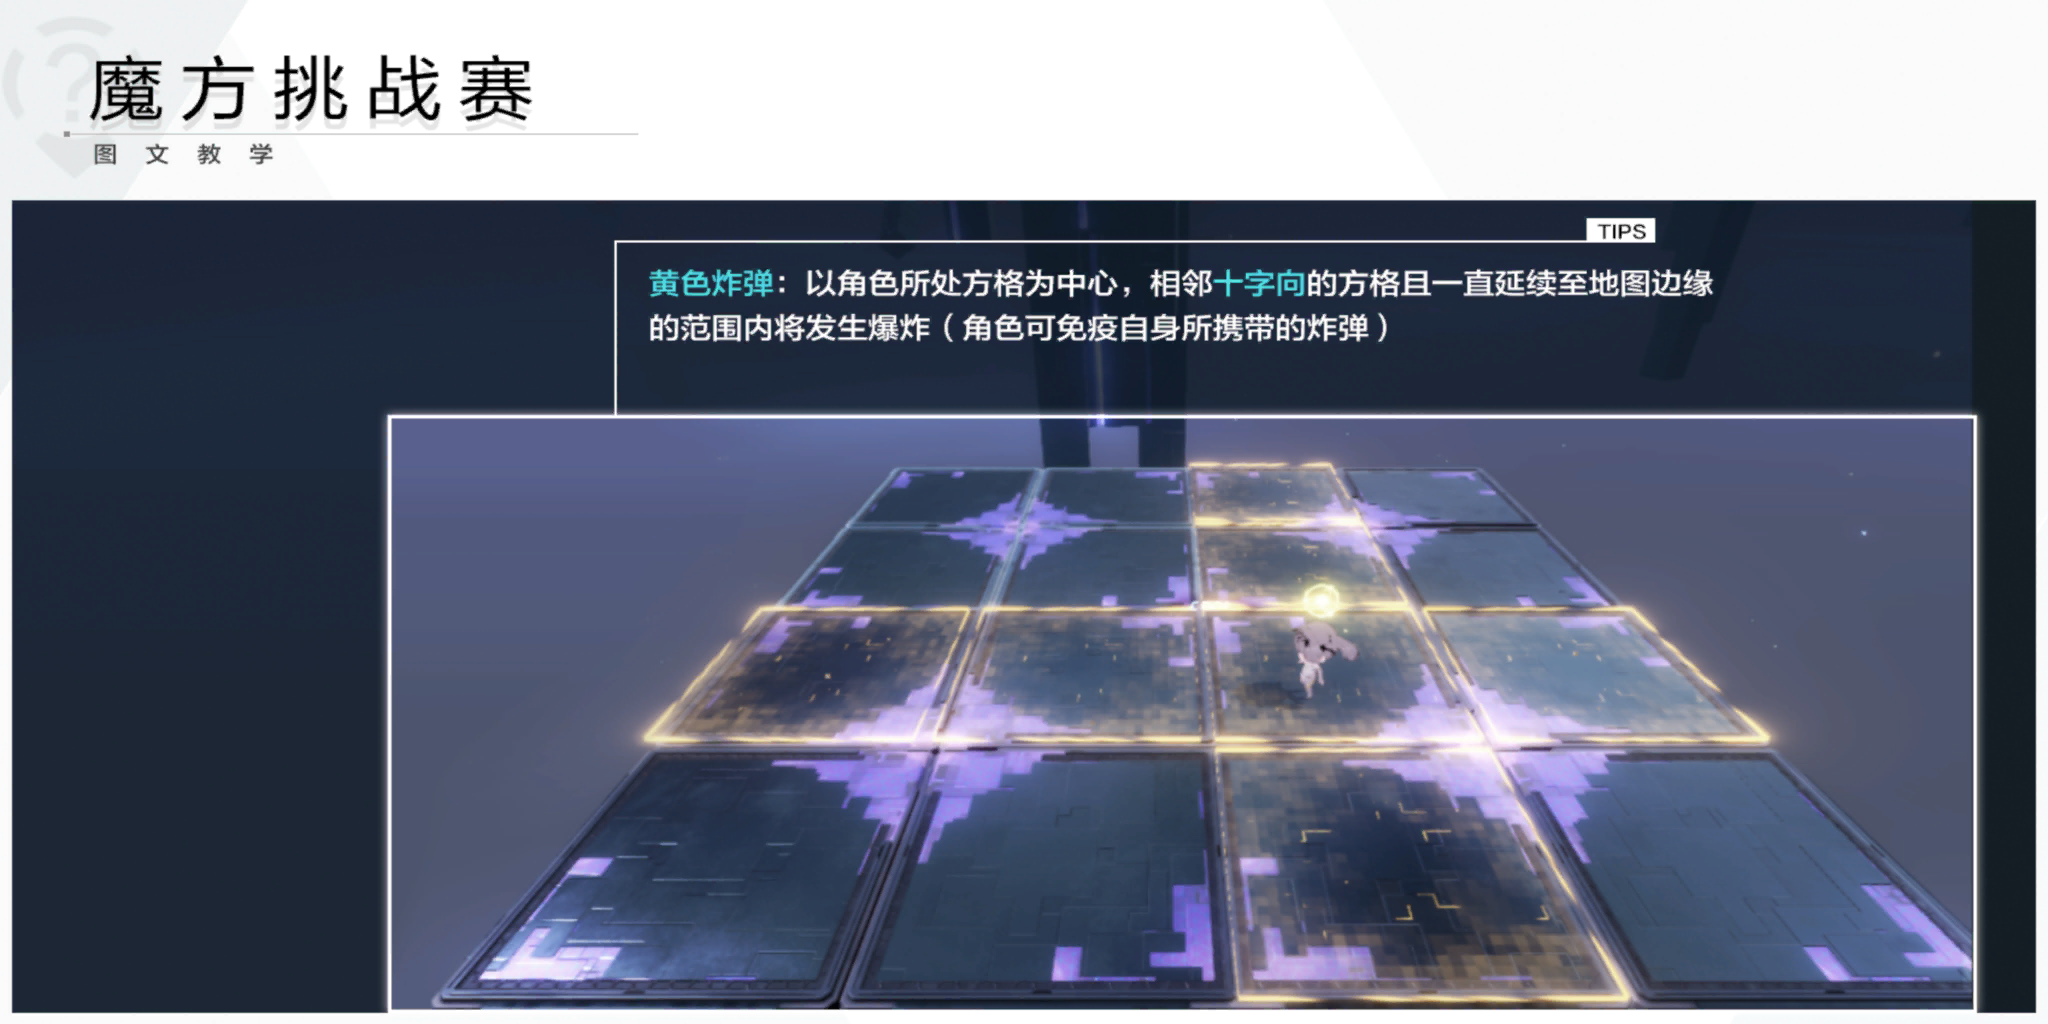 魔方挑战赛
图文教学
TIPS
黄色炸弹：以角色所处方格为中心，相邻十字向的方格且一直延续至地图边缘
的范围内将发生爆炸（角色可免疫自身所携带的炸弹）